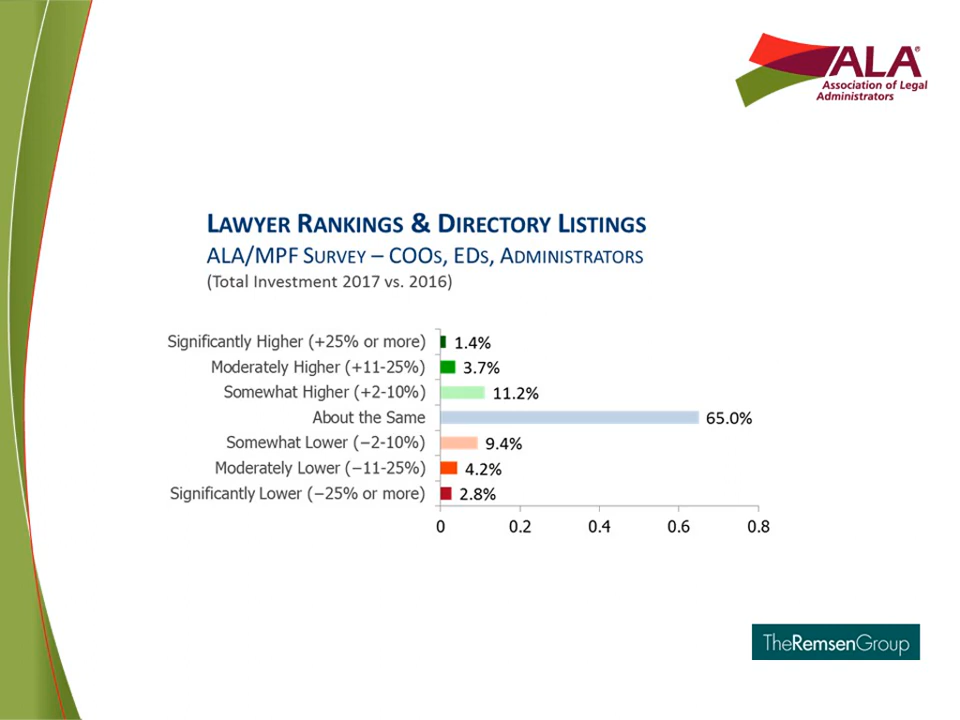 ALA®
Association of Legal
Administrators
LAWYER RANKINGS & DIRECTORY LISTINGS
ALA/MPF SURVEY – COOS, EDS, ADMINISTRATORS
(Total Investment 2017 vs. 2016)
Significantly Higher (+25% or more) 1.4%
Moderately Higher (+11-25%) 3.7%
Somewhat Higher (+2-10%) 11.2%
About the Same 65.0%
Somewhat Lower (−2-10%) 9.4%
Moderately Lower (−11-25%) 4.2%
Significantly Lower (−25% or more) 2.8%
0 0.2 0.4 0.6 0.8
TheRemsenGroup